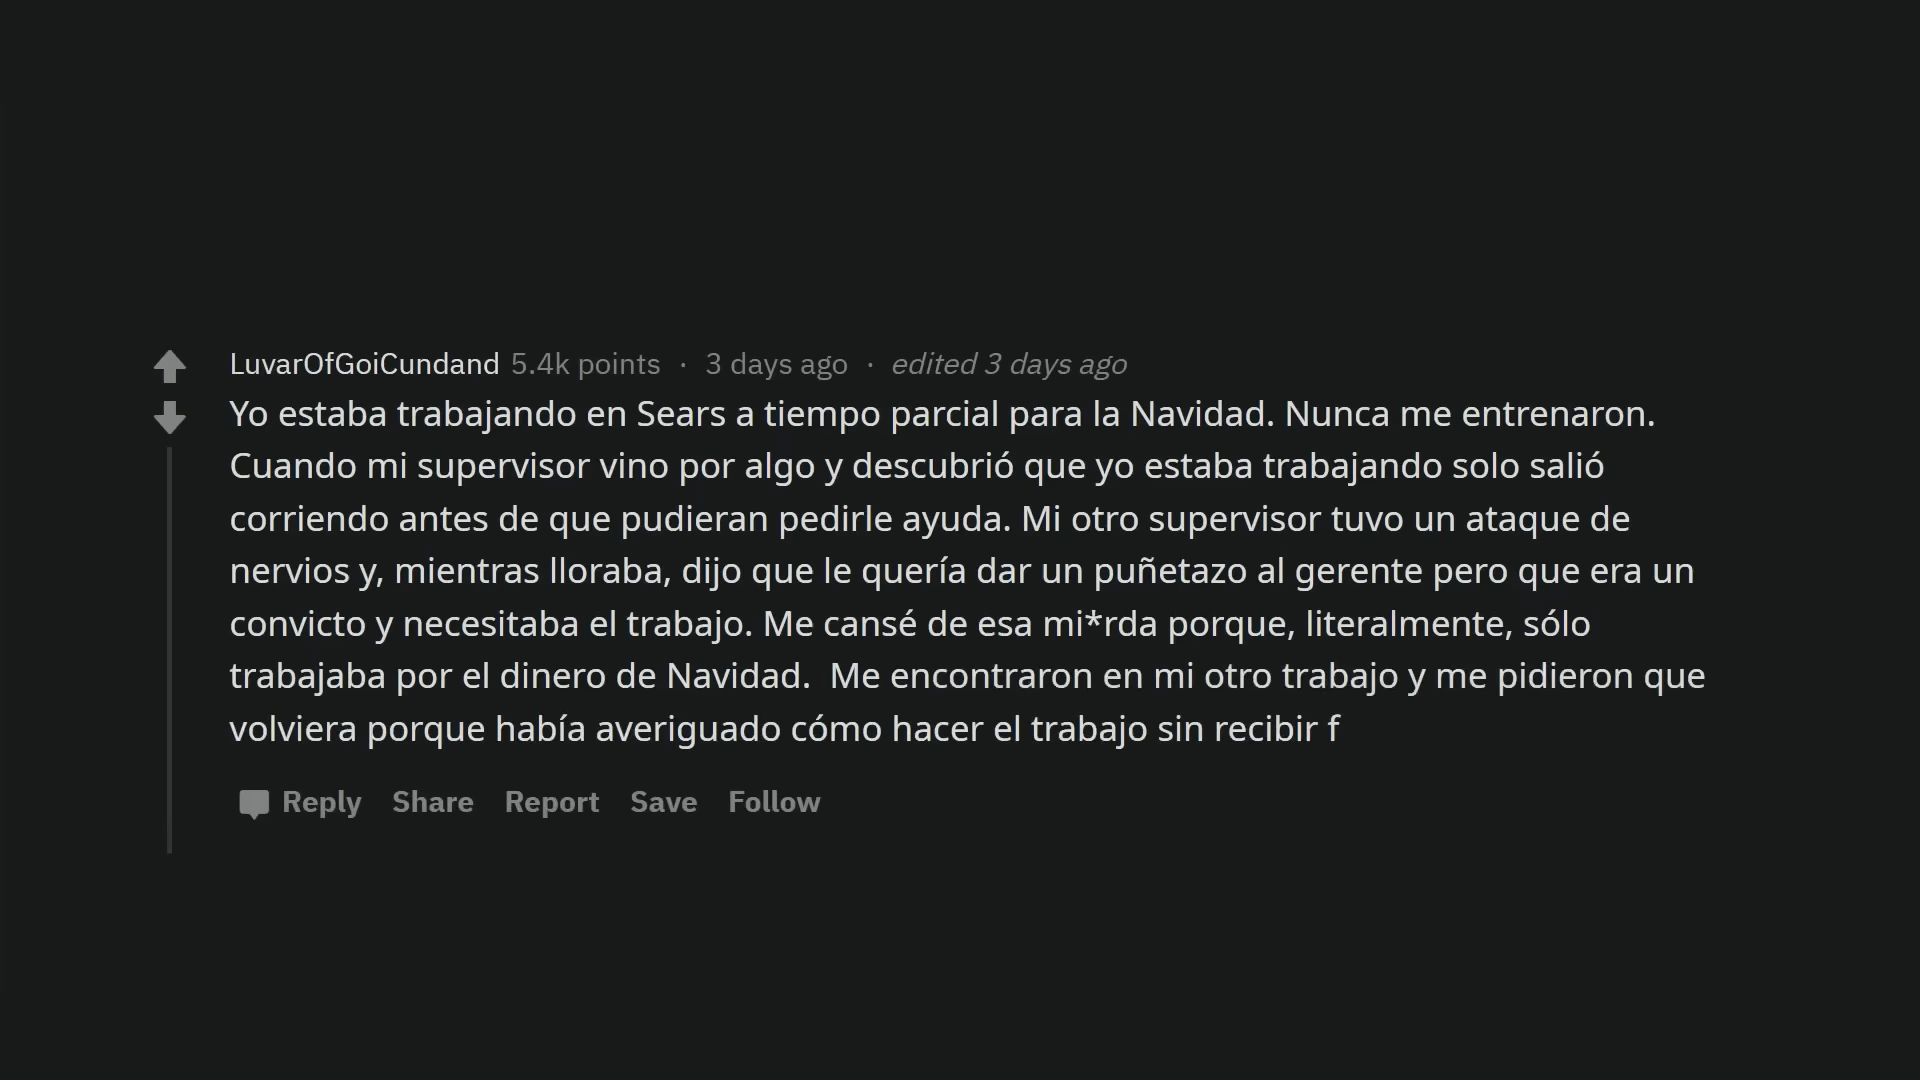 LuvarOfGoiCundand 5.4k points · 3 days ago · edited 3 days ago
Yo estaba trabajando en Sears a tiempo parcial para la Navidad. Nunca me entrenaron.
Cuando mi supervisor vino por algo y descubrió que yo estaba trabajando solo salió
corriendo antes de que pudieran pedirle ayuda. Mi otro supervisor tuvo un ataque de
nervios y, mientras lloraba, dijo que le quería dar un puñetazo al gerente pero que era un
convicto y necesitaba el trabajo. Me cansé de esa mi*rda porque, literalmente, sólo
trabajaba por el dinero de Navidad.  Me encontraron en mi otro trabajo y me pidieron que
volviera porque había averiguado cómo hacer el trabajo sin recibir f
Reply Share Report Save Follow